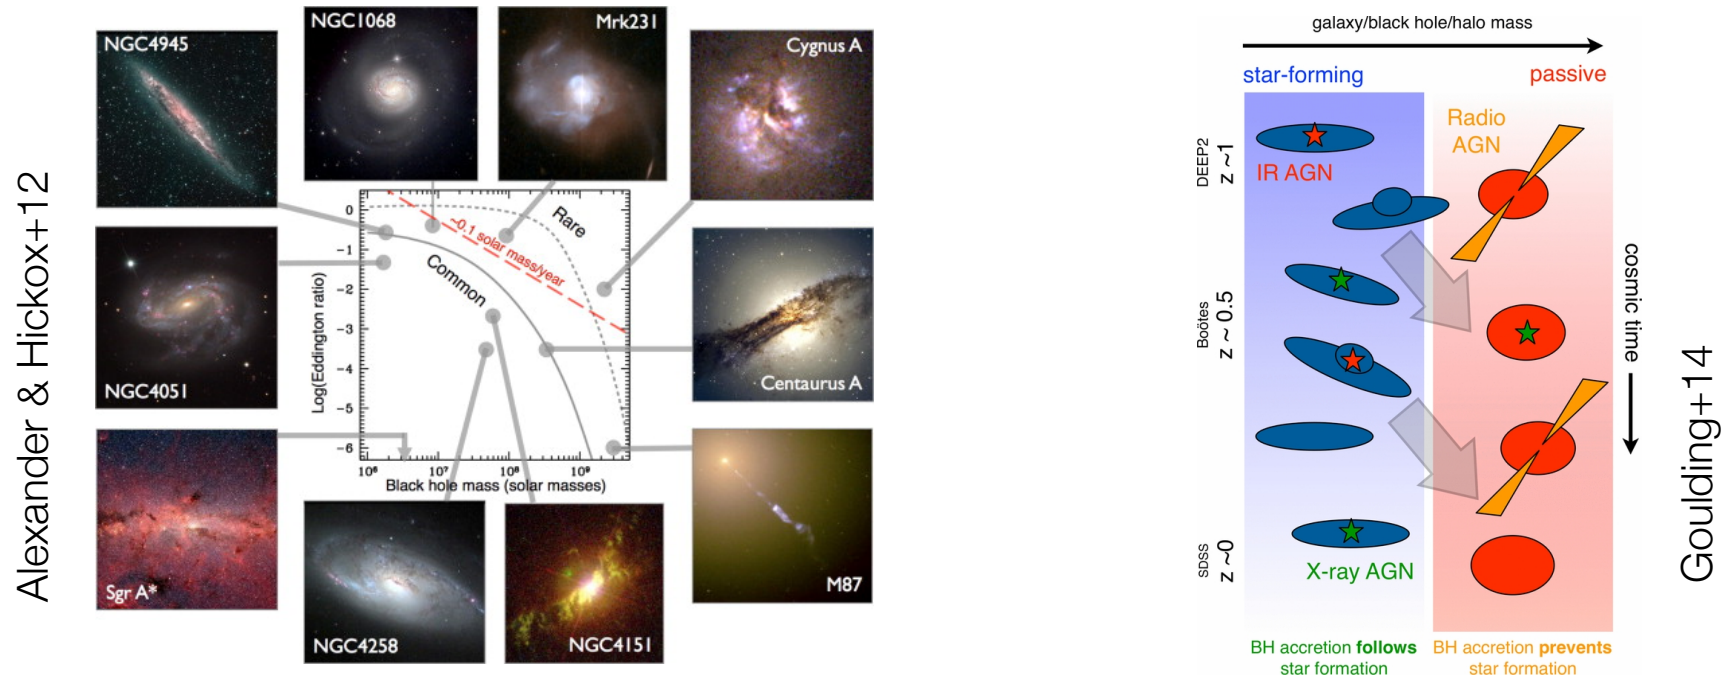 Alexander & Hickox+12
NGC4945
NGC1068
Mrk231
Cygnus A
NGC4051
Centaurus A
Sgr A*
NGC4258
NGC4151
M87
0
−1
−2
−3
−4
−5
−6
Log(Eddington ratio)
10⁶ 10⁷ 10⁸ 10⁹
Black hole mass (solar masses)
Rare
~0.1 solar mass/year
Common
galaxy/black hole/halo mass
star-forming
passive
DEEP2
z ~1
Boötes
z ~ 0.5
SDSS
z ~0
IR AGN
Radio
AGN
X-ray AGN
cosmic time
BH accretion follows
star formation
BH accretion prevents
star formation
Goulding+14